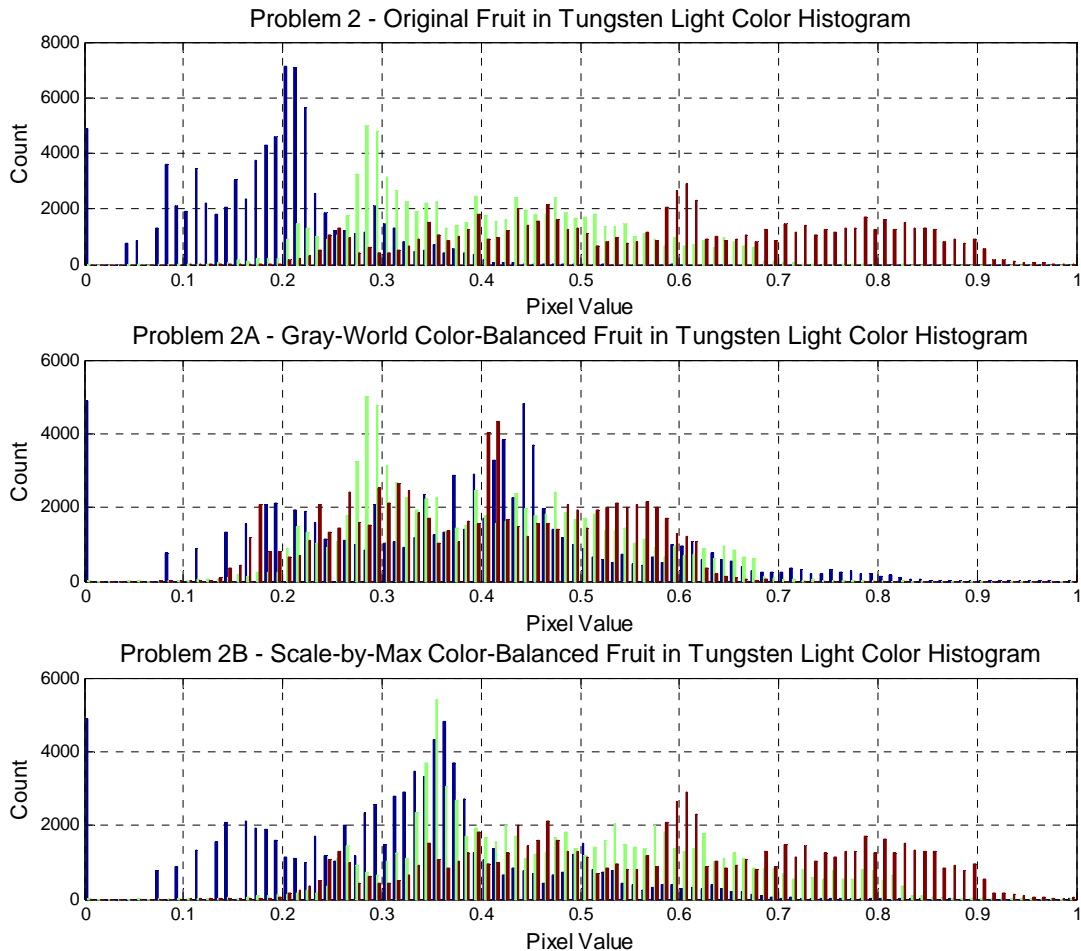 Problem 2 - Original Fruit in Tungsten Light Color Histogram
8000
6000
4000
2000
0
Count
0 0.1 0.2 0.3 0.4 0.5 0.6 0.7 0.8 0.9 1
Pixel Value
Problem 2A - Gray-World Color-Balanced Fruit in Tungsten Light Color Histogram
6000
4000
2000
0
Count
0 0.1 0.2 0.3 0.4 0.5 0.6 0.7 0.8 0.9 1
Pixel Value
Problem 2B - Scale-by-Max Color-Balanced Fruit in Tungsten Light Color Histogram
6000
4000
2000
0
Count
0 0.1 0.2 0.3 0.4 0.5 0.6 0.7 0.8 0.9 1
Pixel Value